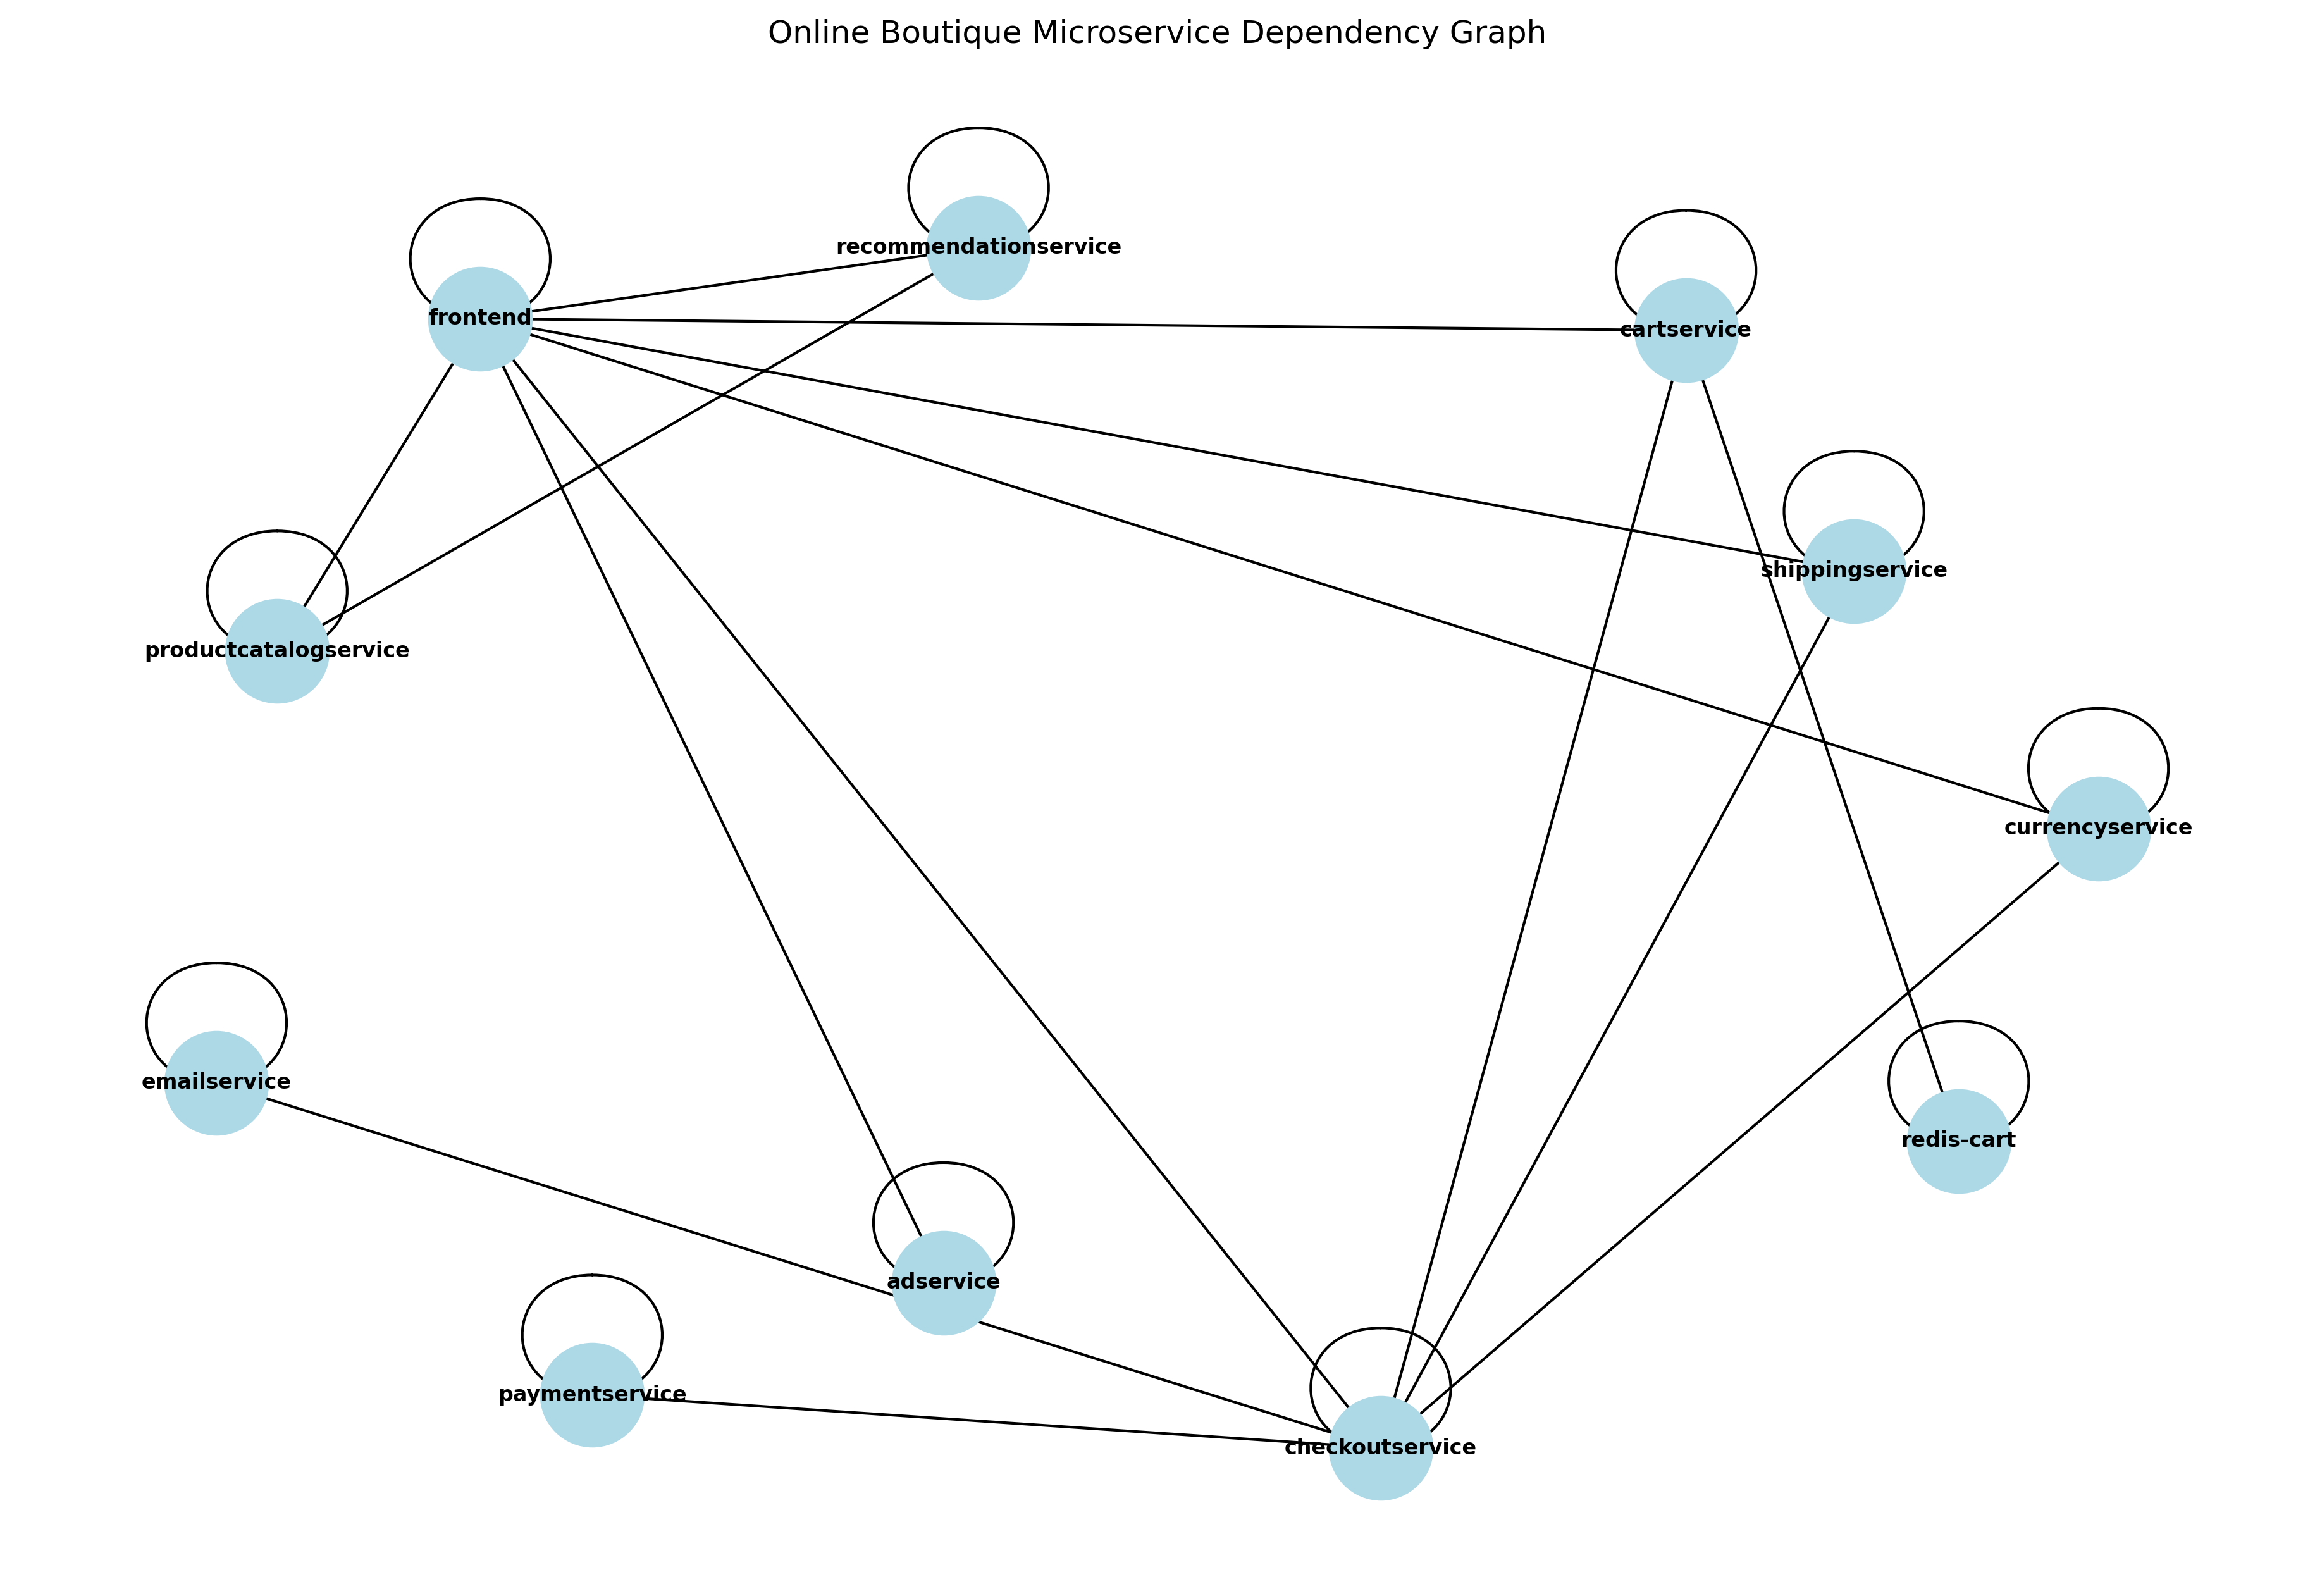 Online Boutique Microservice Dependency Graph
recommendationservice
frontend
cartservice
shippingservice
productcatalogservice
currencyservice
emailservice
redis-cart
adservice
paymentservice
checkoutservice